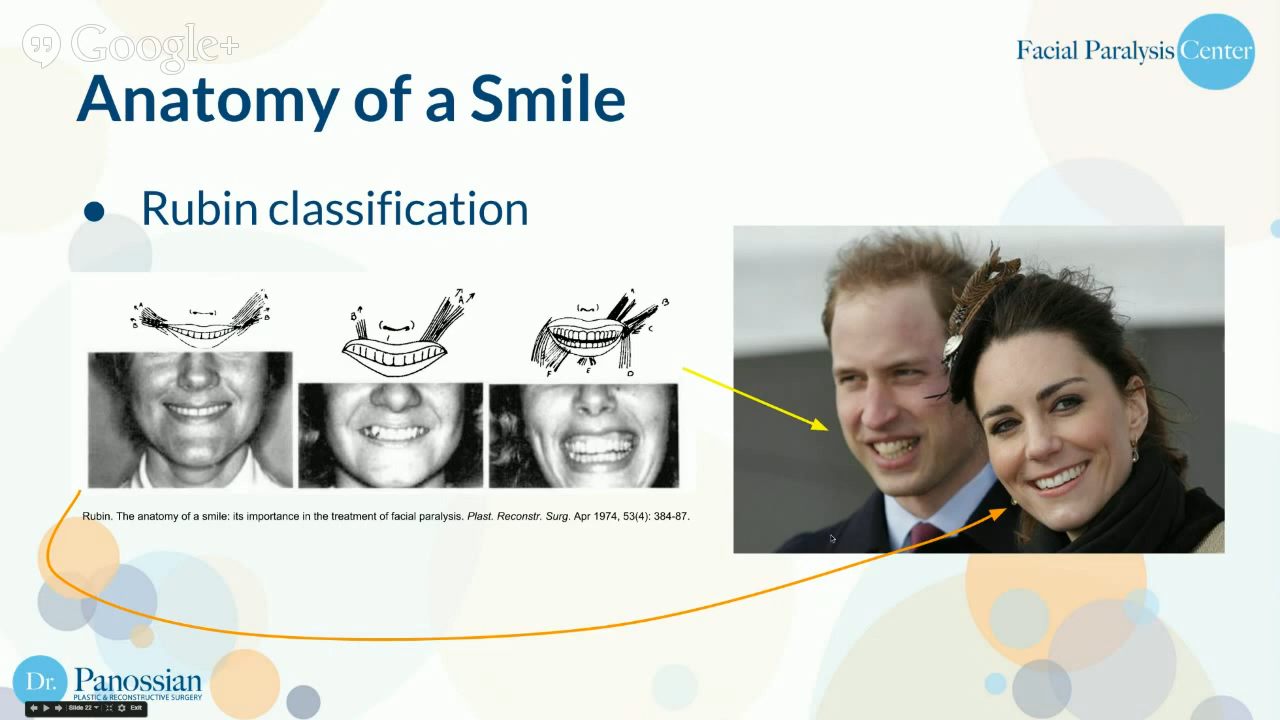 Google+
Facial Paralysis Center
Anatomy of a Smile
● Rubin classification
A
A
B
B
B
A
A
B
C
F
E
D
Rubin. The anatomy of a smile: its importance in the treatment of facial paralysis. Plast. Reconstr. Surg. Apr 1974, 53(4): 384-87.
Dr. Panossian
PLASTIC & RECONSTRUCTIVE SURGERY
Slide 22 Exit